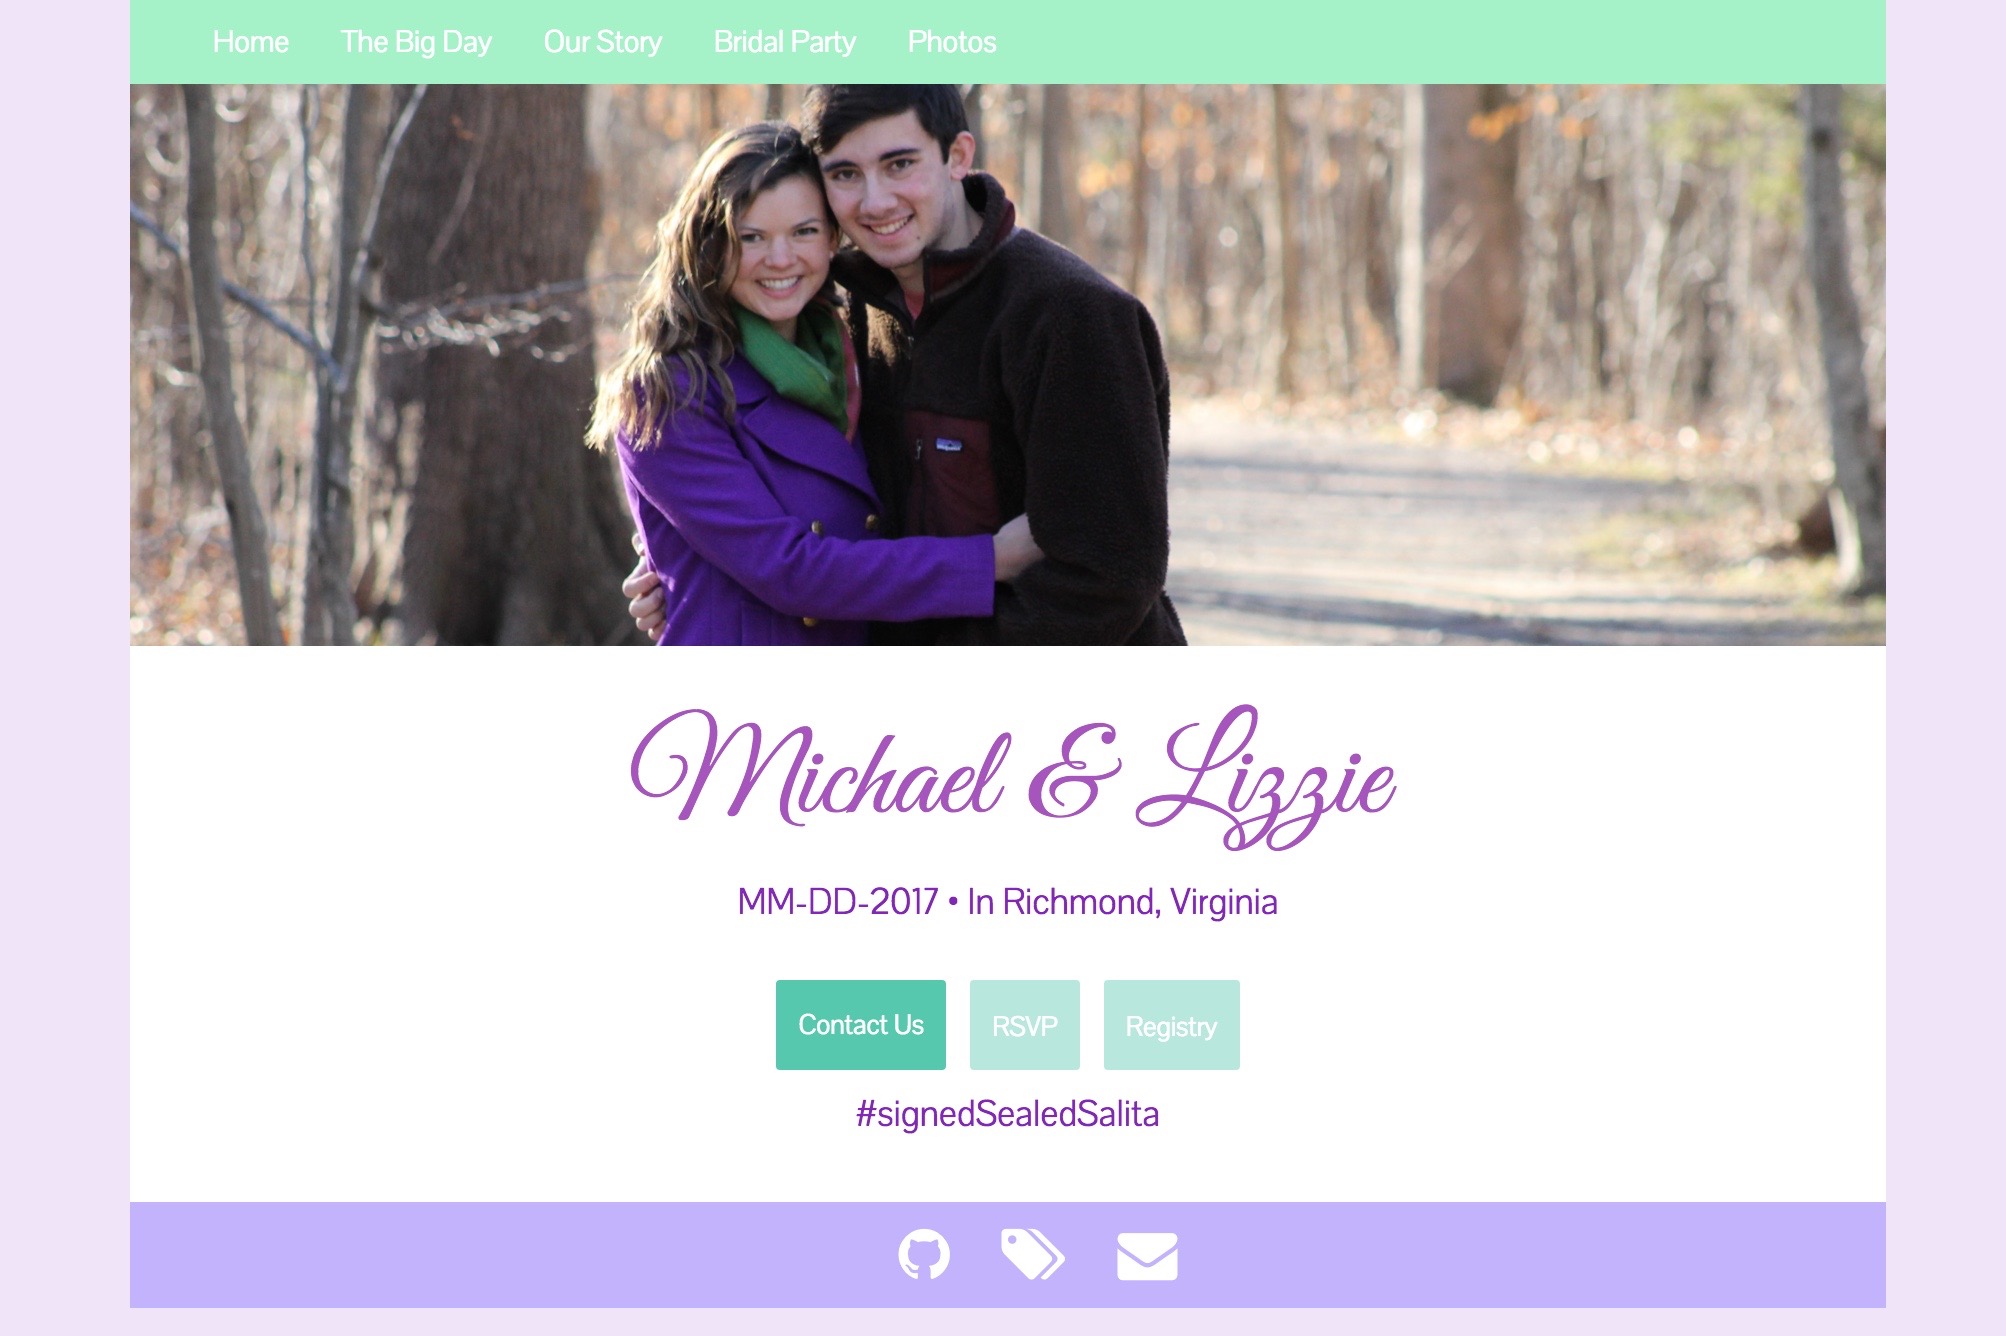 Home The Big Day Our Story Bridal Party Photos
Michael & Lizzie
MM-DD-2017 • In Richmond, Virginia
Contact Us RSVP Registry
#signedSealedSalita